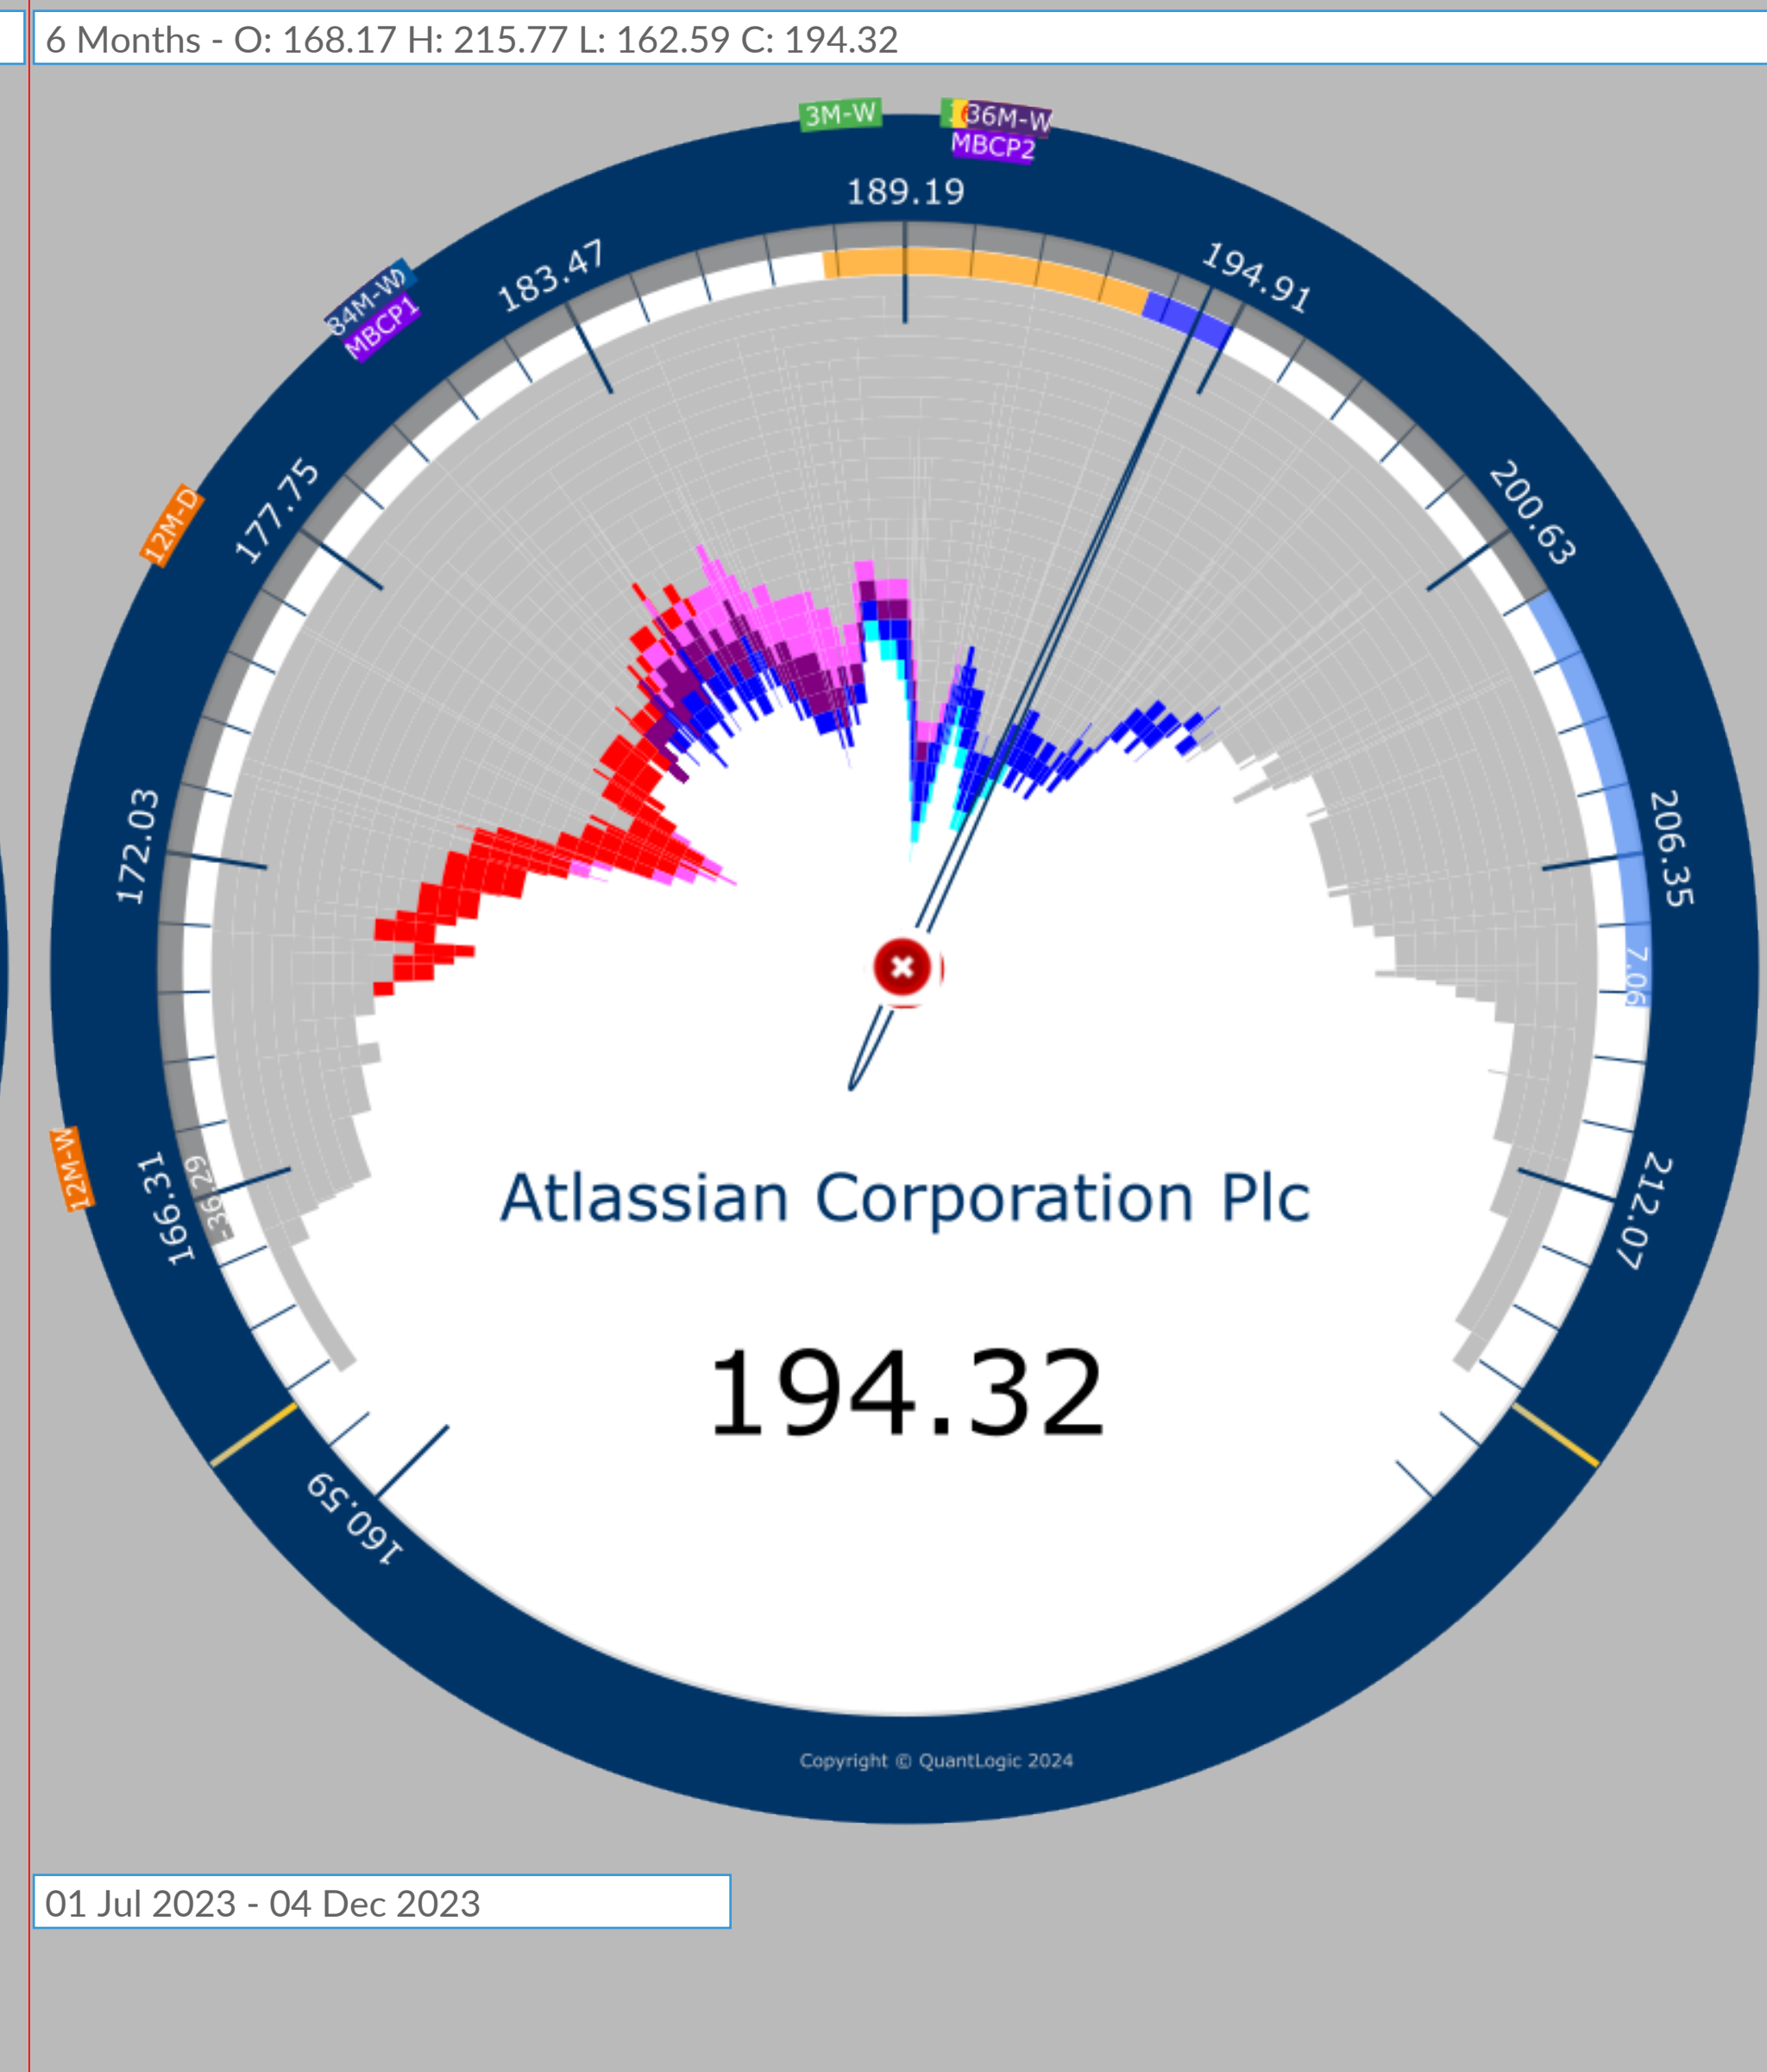 6 Months - O: 168.17 H: 215.77 L: 162.59 C: 194.32
3M-W
36M-W
MBCP2
189.19
183.47
194.91
84M-W
MBCP1
177.75
200.63
12M-D
172.03
206.35
7.06
12M-W
166.31
-36.29
212.07
160.59
Atlassian Corporation Plc
194.32
Copyright © QuantLogic 2024
01 Jul 2023 - 04 Dec 2023